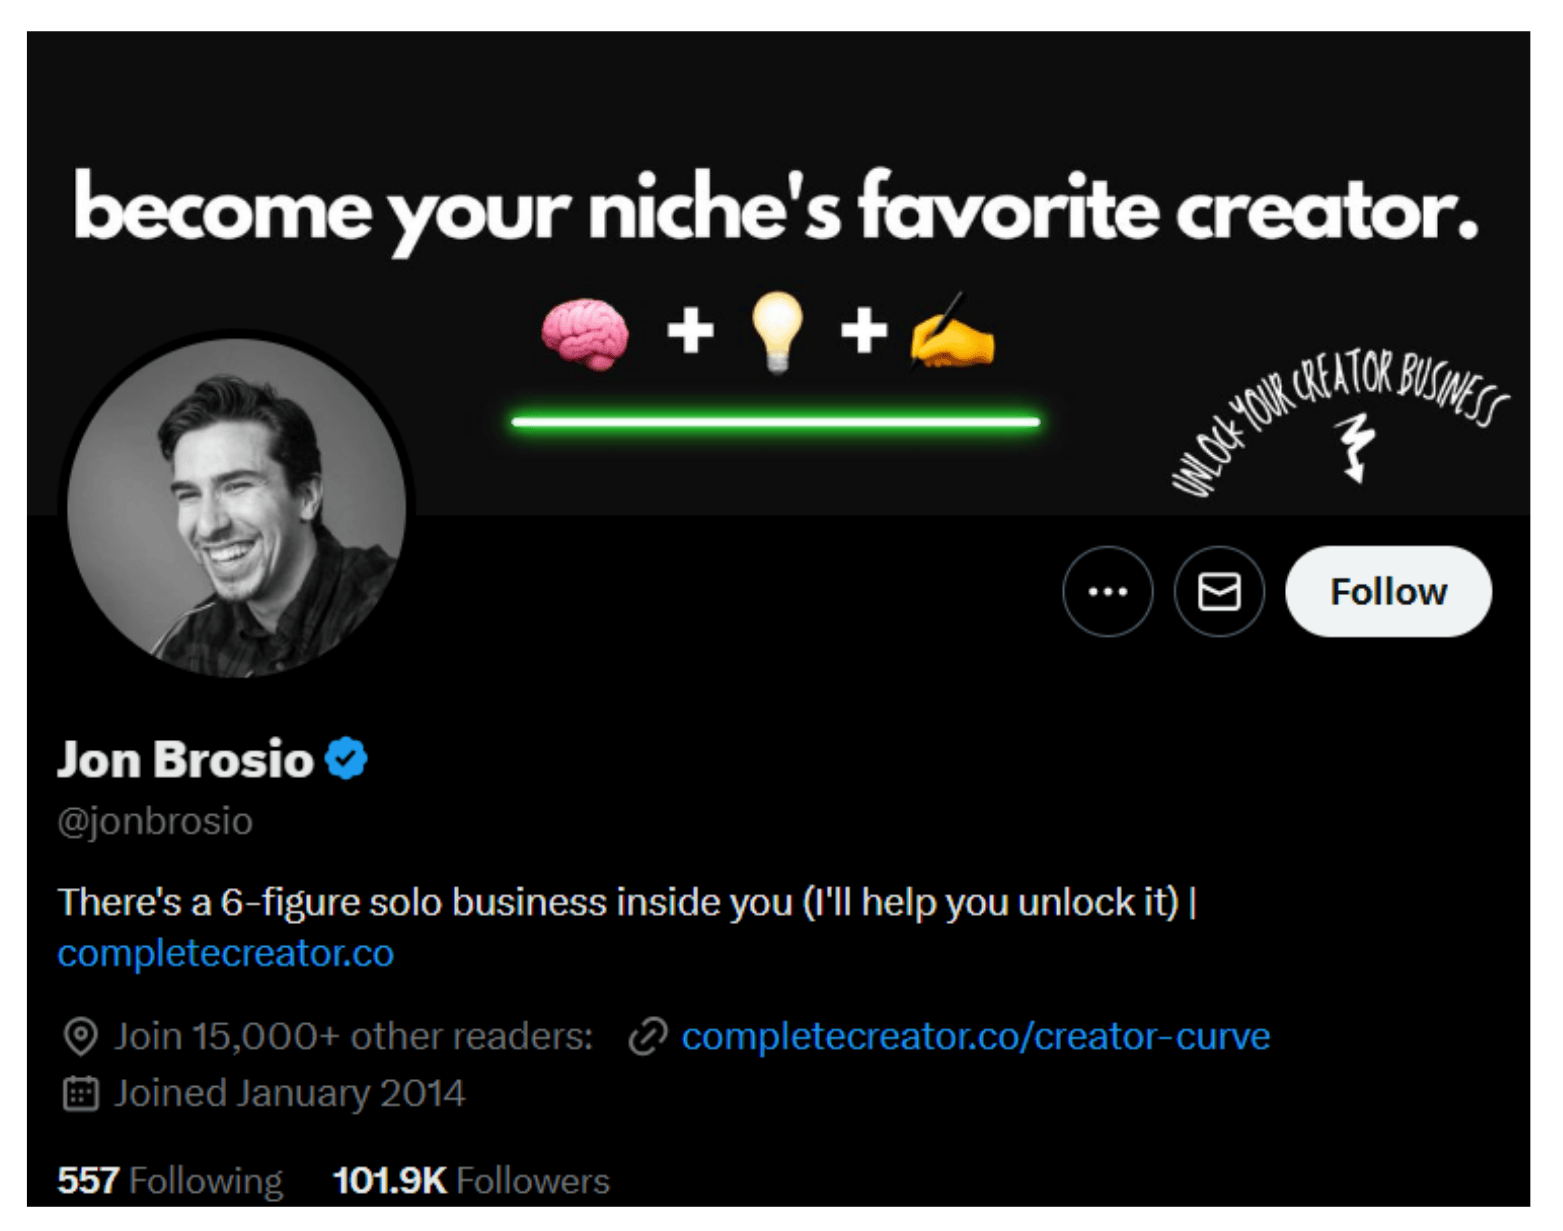 become your niche's favorite creator.
UNLOCK YOUR CREATOR BUSINESS
Follow
Jon Brosio
@jonbrosio
There's a 6-figure solo business inside you (I'll help you unlock it) |
completecreator.co
Join 15,000+ other readers: completecreator.co/creator-curve
Joined January 2014
557 Following 101.9K Followers